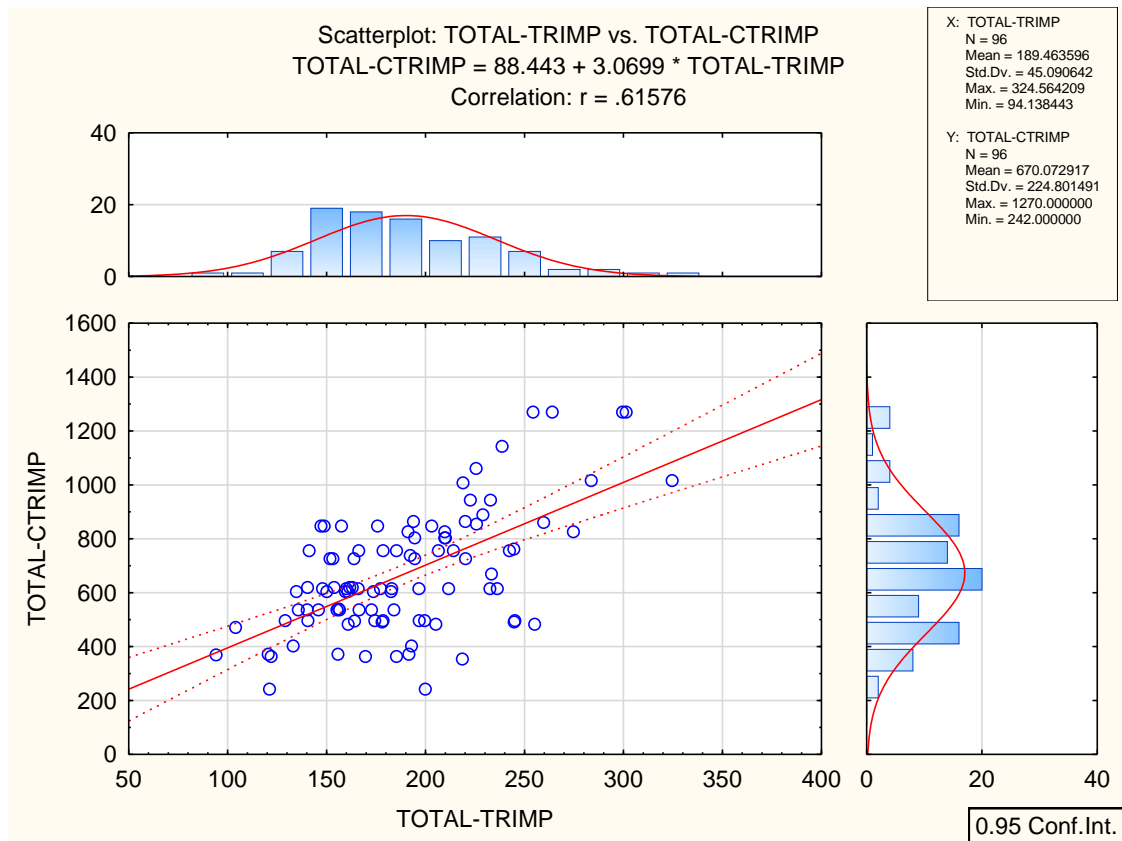 Scatterplot: TOTAL-TRIMP vs. TOTAL-CTRIMP
TOTAL-CTRIMP = 88.443 + 3.0699 * TOTAL-TRIMP
Correlation: r = .61576
X: TOTAL-TRIMP
N = 96
Mean = 189.463596
Std.Dv. = 45.090642
Max. = 324.564209
Min. = 94.138443
Y: TOTAL-CTRIMP
N = 96
Mean = 670.072917
Std.Dv. = 224.801491
Max. = 1270.000000
Min. = 242.000000
40
20
0
1600
1400
1200
1000
800
600
400
200
0
TOTAL-CTRIMP
50 100 150 200 250 300 350 400
TOTAL-TRIMP
0 20 40
0.95 Conf.Int.